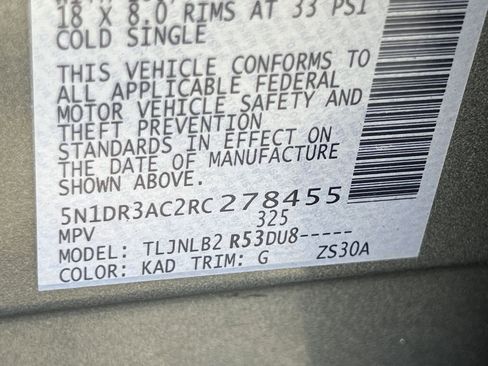 18 X 8.0 RIMS AT 33 PSI
COLD SINGLE
THIS VEHICLE CONFORMS TO
ALL APPLICABLE FEDERAL
MOTOR VEHICLE SAFETY AND
THEFT PREVENTION
STANDARDS IN EFFECT ON
THE DATE OF MANUFACTURE
SHOWN ABOVE.
5N1DR3AC2RC278455
MPV 325
MODEL: TLJNLB2 R53DU8-----
COLOR: KAD TRIM: G ZS30A